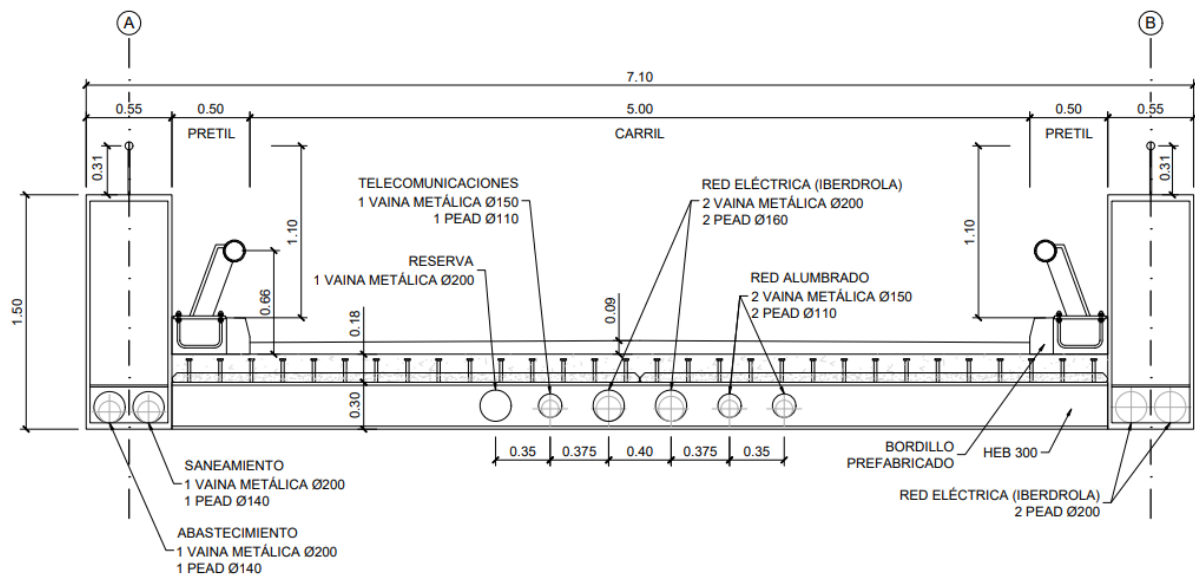 A
B
7.10
0.55
0.50
5.00
0.50
0.55
PRETIL
CARRIL
PRETIL
0.31
0.31
TELECOMUNICACIONES
1 VAINA METÁLICA Ø150
1 PEAD Ø110
RED ELÉCTRICA (IBERDROLA)
2 VAINA METÁLICA Ø200
2 PEAD Ø160
1.10
1.10
RESERVA
1 VAINA METÁLICA Ø200
RED ALUMBRADO
2 VAINA METÁLICA Ø150
2 PEAD Ø110
1.50
0.66
0.18
0.09
0.30
0.35
0.375
0.40
0.375
0.35
BORDILLO
PREFABRICADO
HEB 300
SANEAMIENTO
1 VAINA METÁLICA Ø200
1 PEAD Ø140
RED ELÉCTRICA (IBERDROLA)
2 PEAD Ø200
ABASTECIMIENTO
1 VAINA METÁLICA Ø200
1 PEAD Ø140